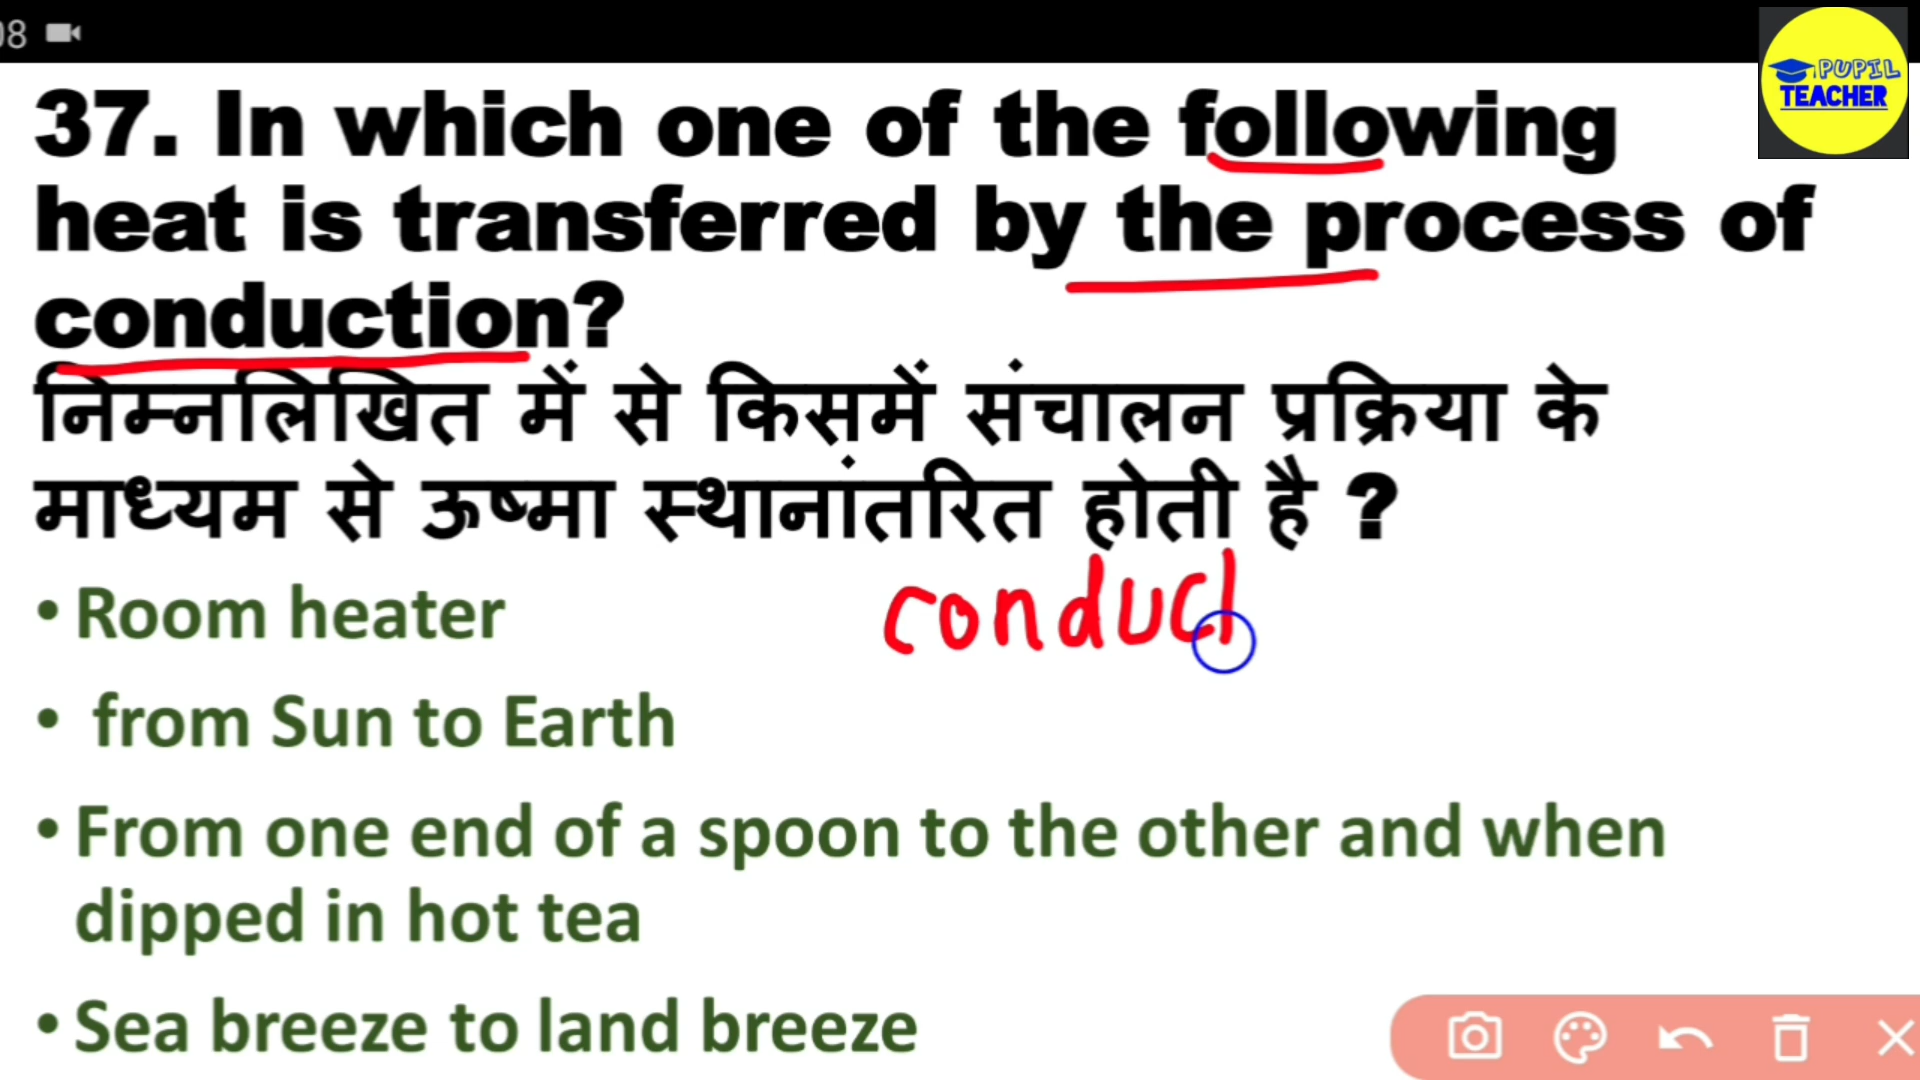 08
PUPIL
TEACHER
37. In which one of the following
heat is transferred by the process of
conduction?
निम्नलिखित में से किसमें संचालन प्रक्रिया के
माध्यम से ऊष्मा स्थानांतरित होती है ?
conduct
• Room heater
• from Sun to Earth
• From one end of a spoon to the other and when
dipped in hot tea
• Sea breeze to land breeze